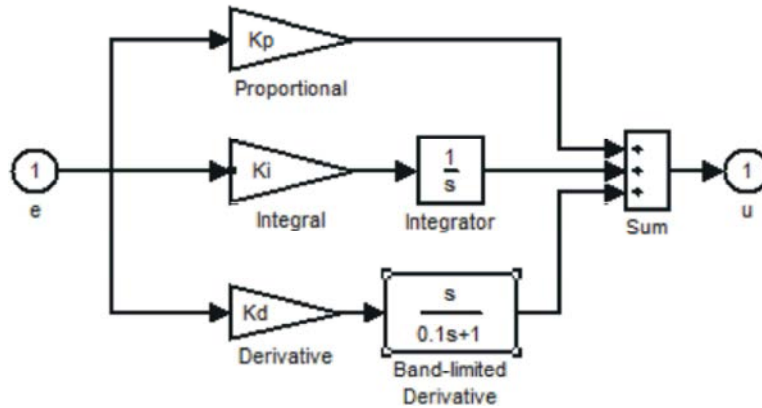 Kp
Proportional
1
e
Ki
Integral
1
s
Integrator
+
+
+
Sum
1
u
Kd
Derivative
s
0.1s+1
Band-limited
Derivative